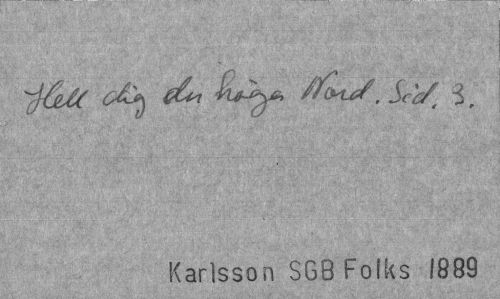 Hell dig du höga Nord. Sid. 3.
Karlsson SGB Folks 1889